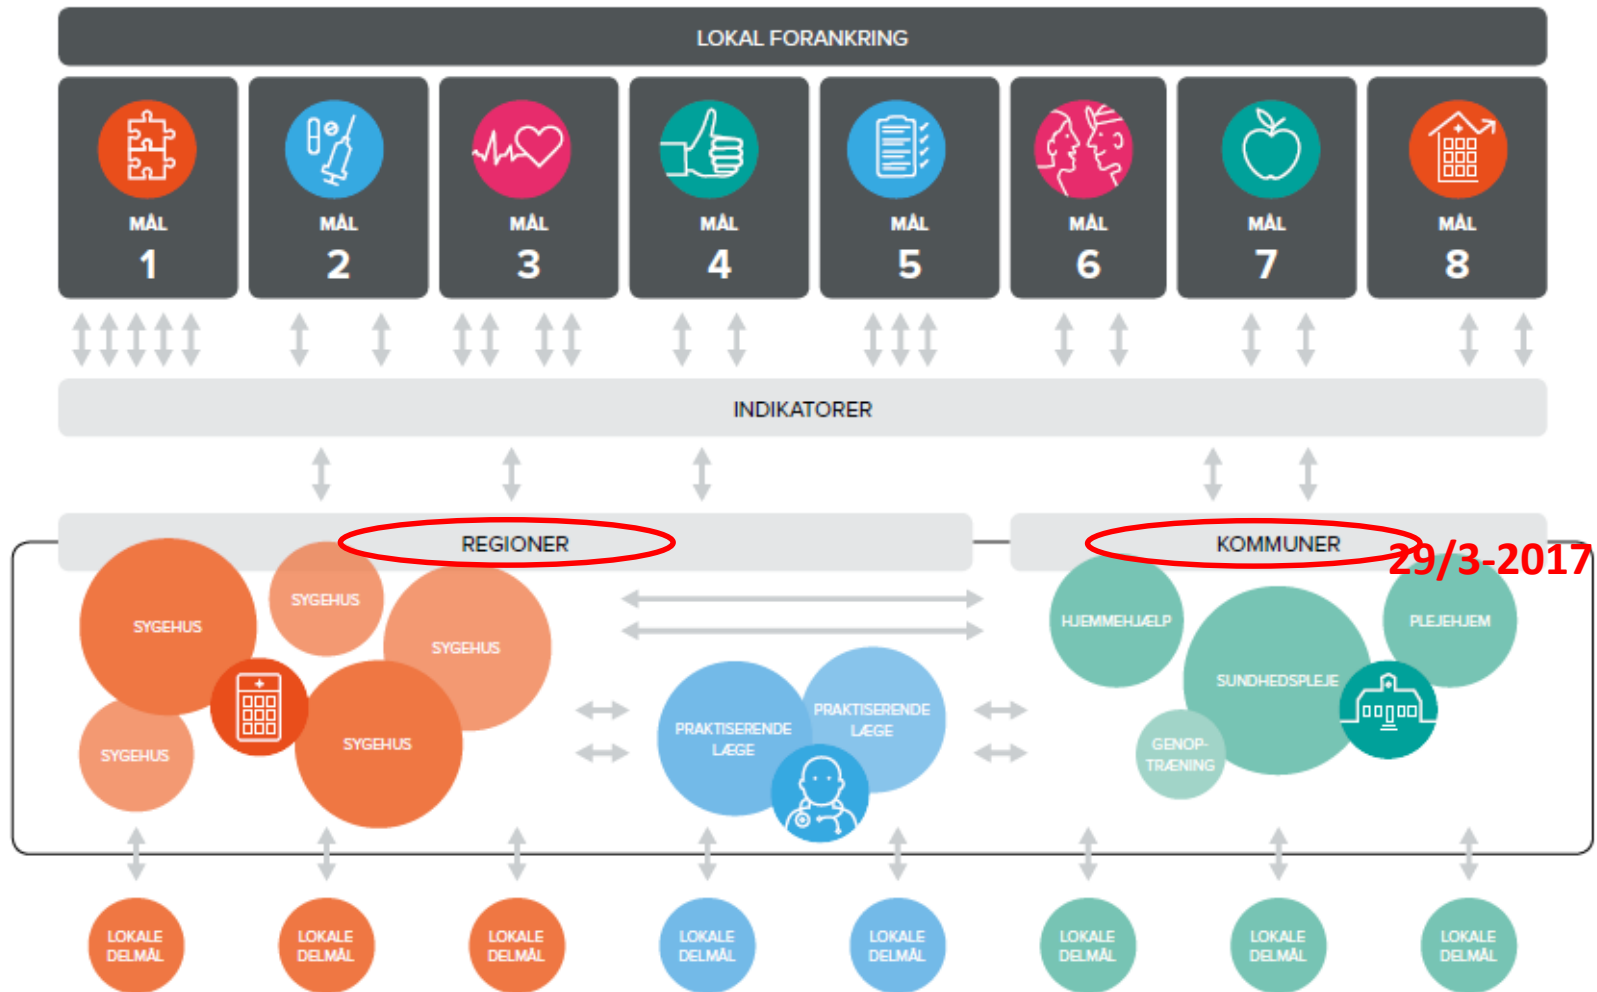 LOKAL FORANKRING
MÅL
1
MÅL
2
MÅL
3
MÅL
4
MÅL
5
MÅL
6
MÅL
7
MÅL
8
INDIKATORER
REGIONER
KOMMUNER
29/3-2017
SYGEHUS
SYGEHUS
SYGEHUS
SYGEHUS
SYGEHUS
PRAKTISERENDE
LÆGE
PRAKTISERENDE
LÆGE
HJEMMEHJÆLP
SUNDHEDSPLEJE
PLEJEHJEM
GENOP-
TRÆNING
LOKALE
DELMÅL
LOKALE
DELMÅL
LOKALE
DELMÅL
LOKALE
DELMÅL
LOKALE
DELMÅL
LOKALE
DELMÅL
LOKALE
DELMÅL
LOKALE
DELMÅL